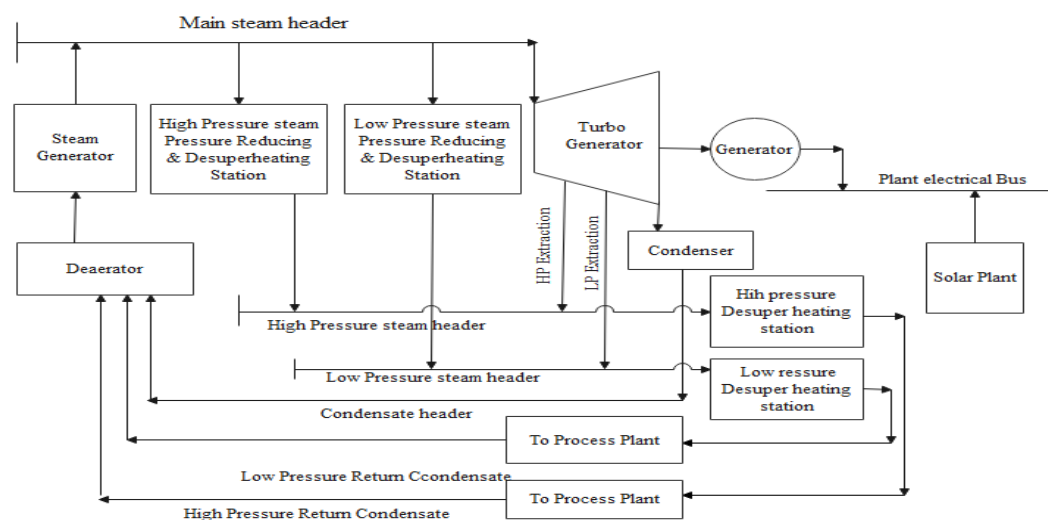 Main steam header
Steam
Generator
High Pressure steam
Pressure Reducing
& Desuperheating
Station
Low Pressure steam
Pressure Reducing
& Desuperheating
Station
Turbo
Generator
Generator
Plant electrical Bus
Deaerator
HP Extraction
LP Extraction
Condenser
Solar Plant
Hih pressure
Desuper heating
station
High Pressure steam header
Low Pressure steam header
Low ressure
Desuper heating
station
Condensate header
To Process Plant
Low Pressure Return Ccondensate
To Process Plant
High Pressure Return Condensate